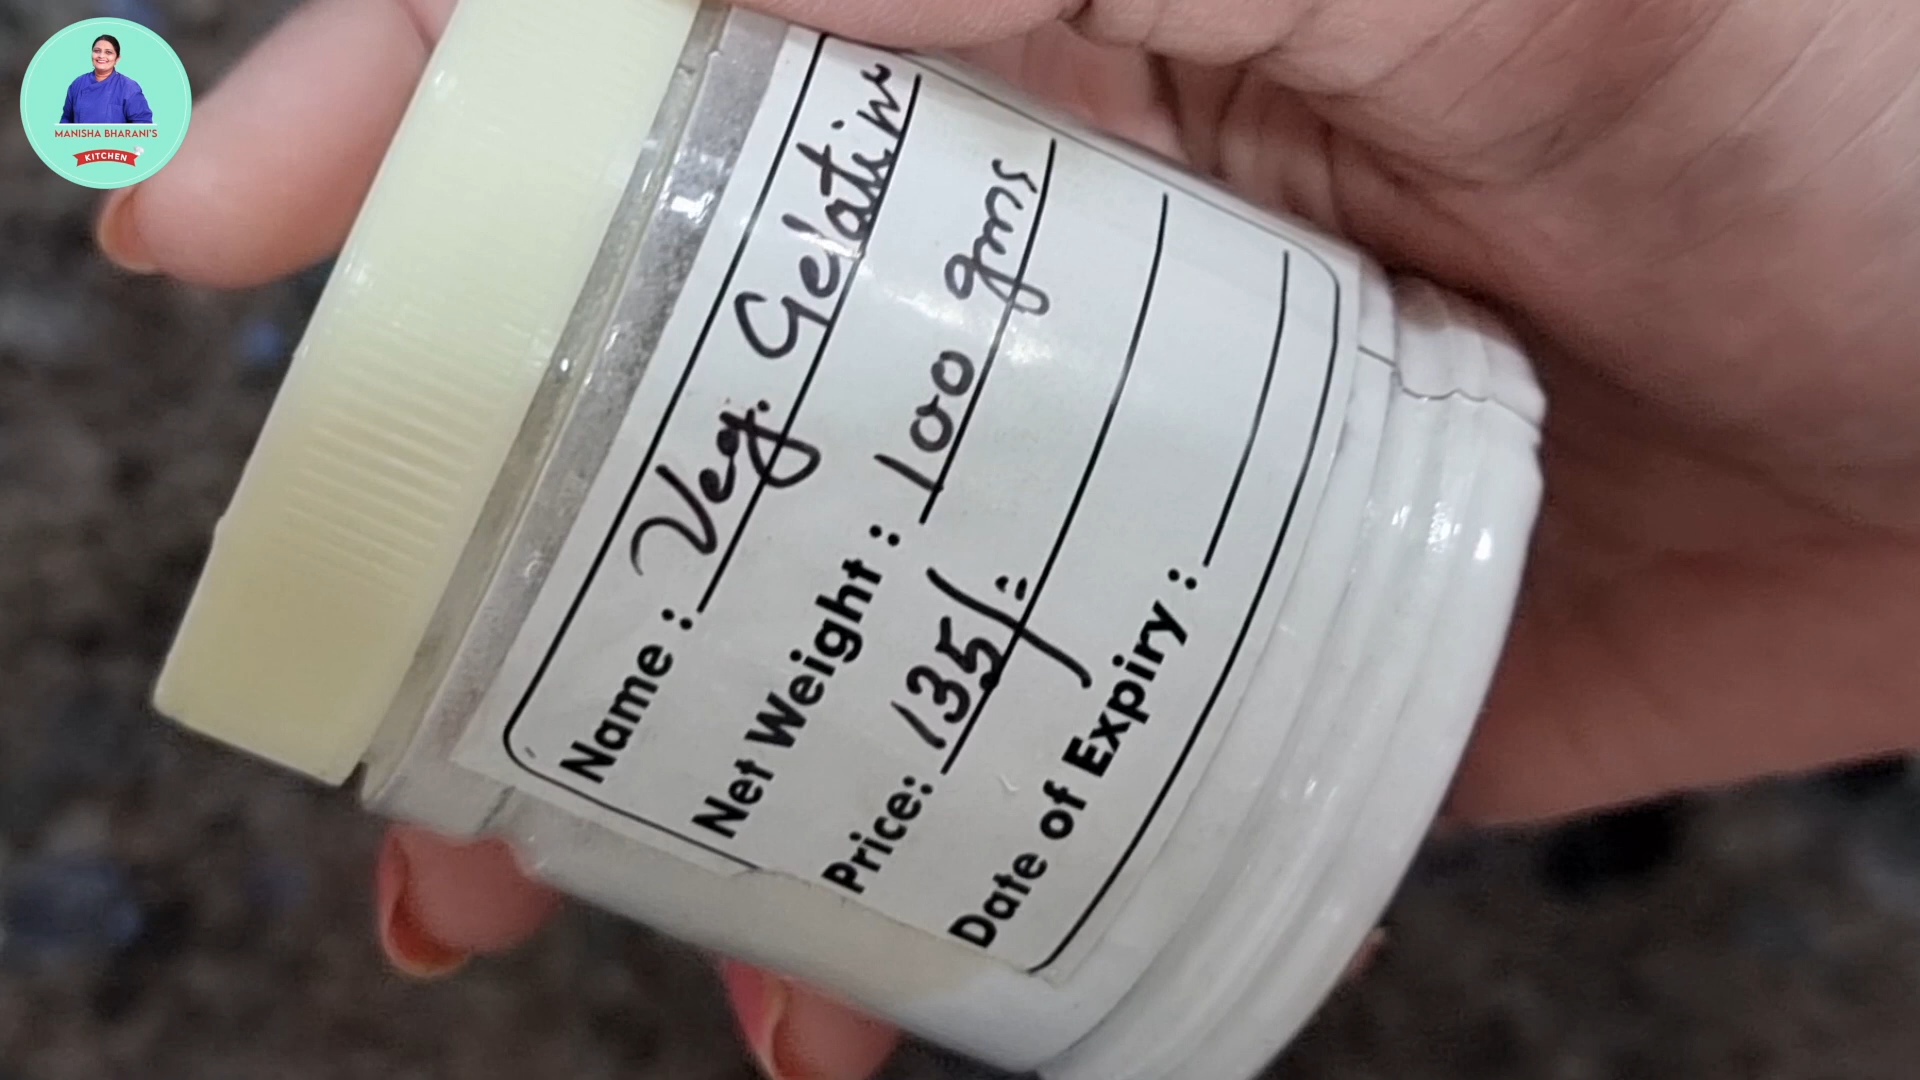 MANISHA BHARANI'S
KITCHEN
Name : Veg. Gelatine
Net Weight : 100 gms
Price: 135/=
Date of Expiry :